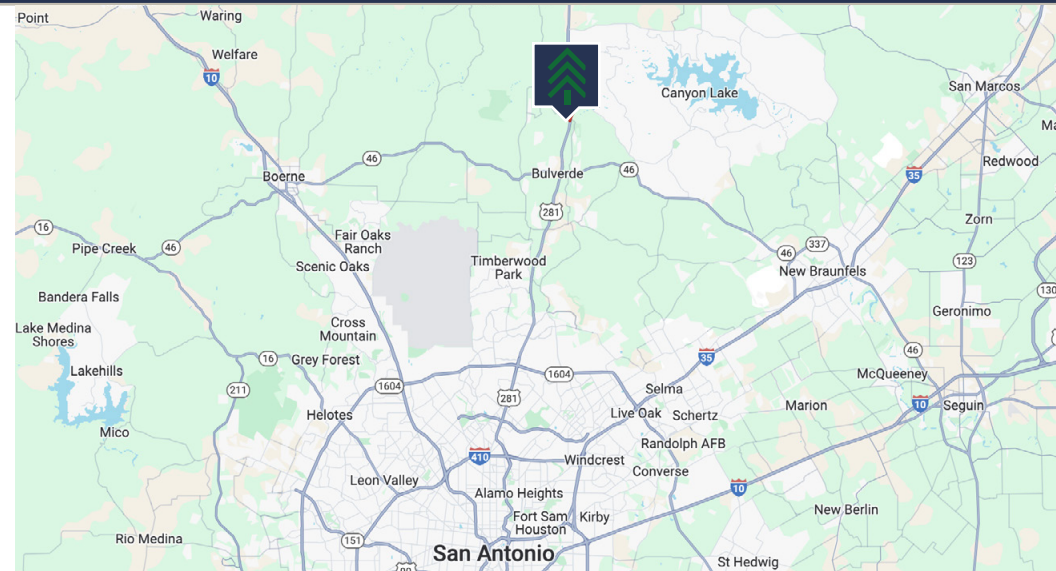 Point
Waring
Welfare
10
Canyon Lake
San Marcos
46
Boerne
Bulverde
46
Redwood
35
281
16
Pipe Creek
46
Fair Oaks
Ranch
Scenic Oaks
Timberwood
Park
Zorn
46
337
New Braunfels
123
130
Bandera Falls
Lake Medina
Shores
Lakehills
Cross
Mountain
Geronimo
16
Grey Forest
35
46
211
1604
1604
McQueeney
Mico
Helotes
281
Selma
Live Oak
Schertz
Marion
10
Seguin
Randolph AFB
410
Windcrest
Converse
Leon Valley
10
Alamo Heights
Fort Sam
Houston
Kirby
New Berlin
Rio Medina
151
San Antonio
St Hedwig